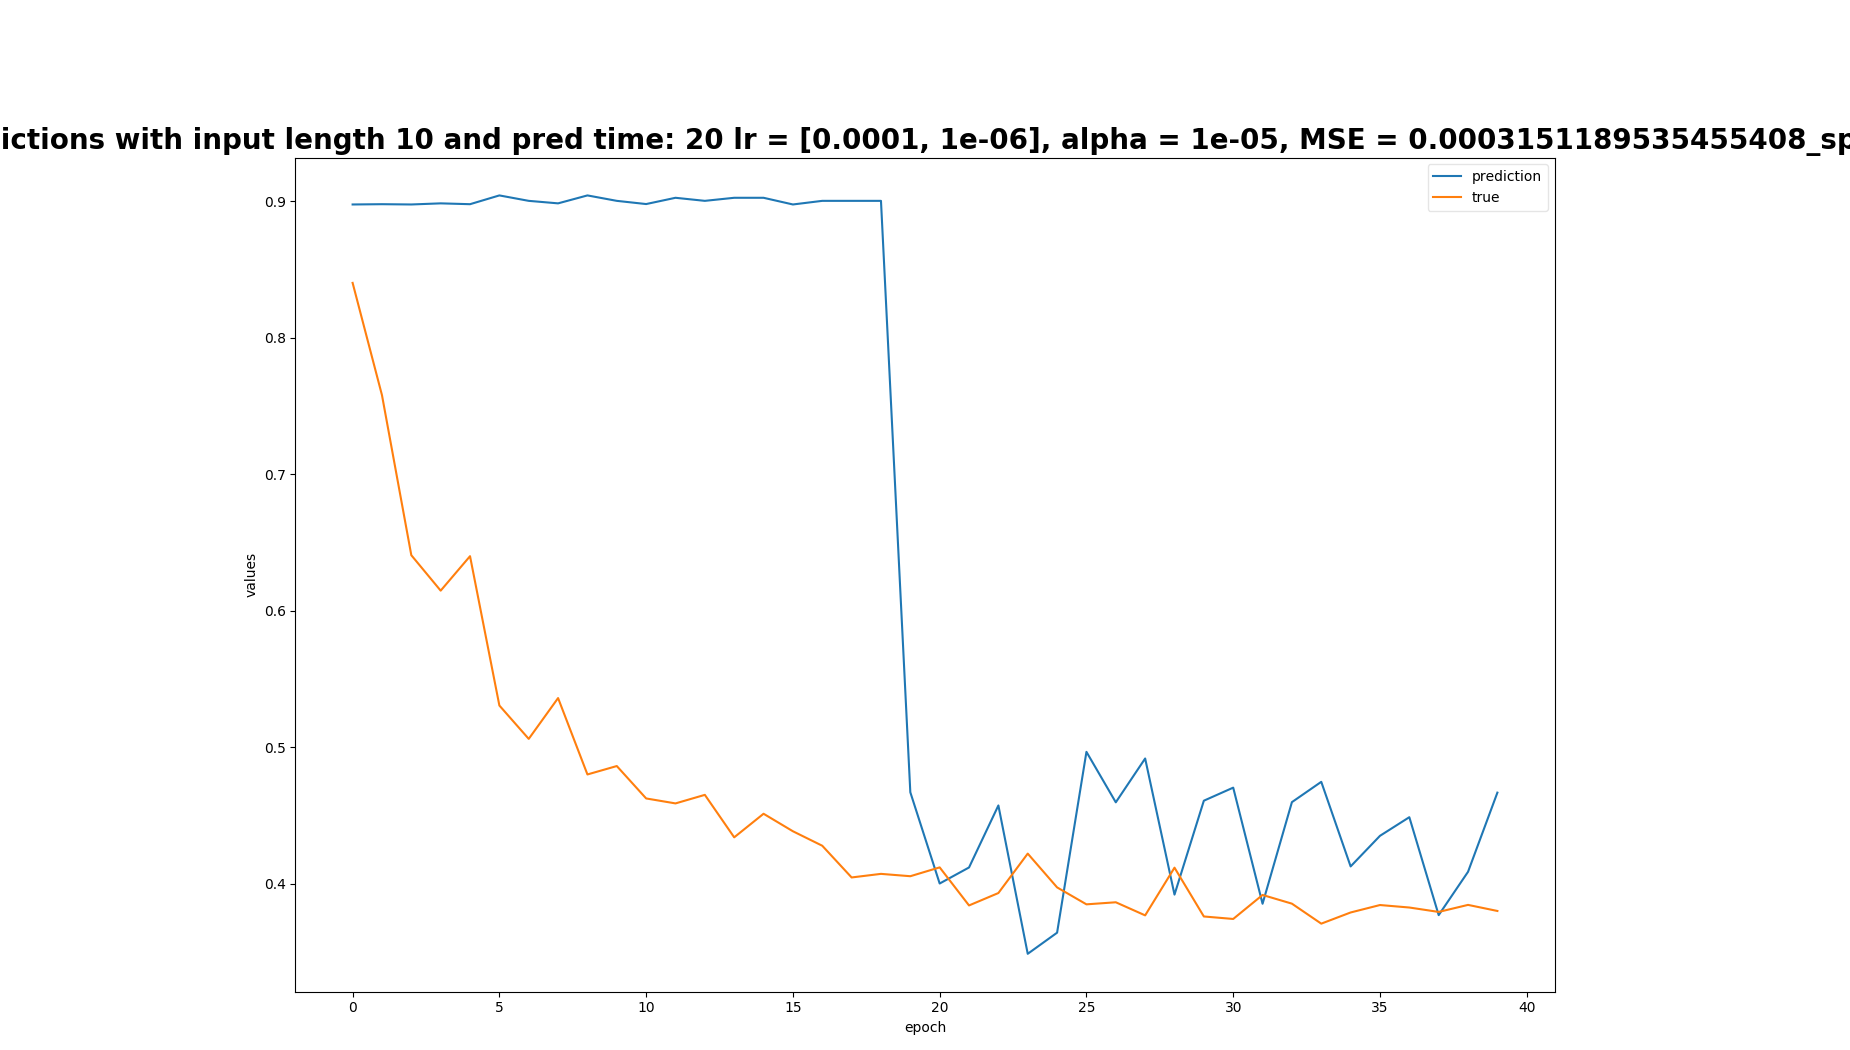 ictions with input length 10 and pred time: 20 lr = [0.0001, 1e-06], alpha = 1e-05, MSE = 0.0003151189535455408_sp
prediction
true
0.9
0.8
0.7
0.6
0.5
0.4
values
0 5 10 15 20 25 30 35 40
epoch